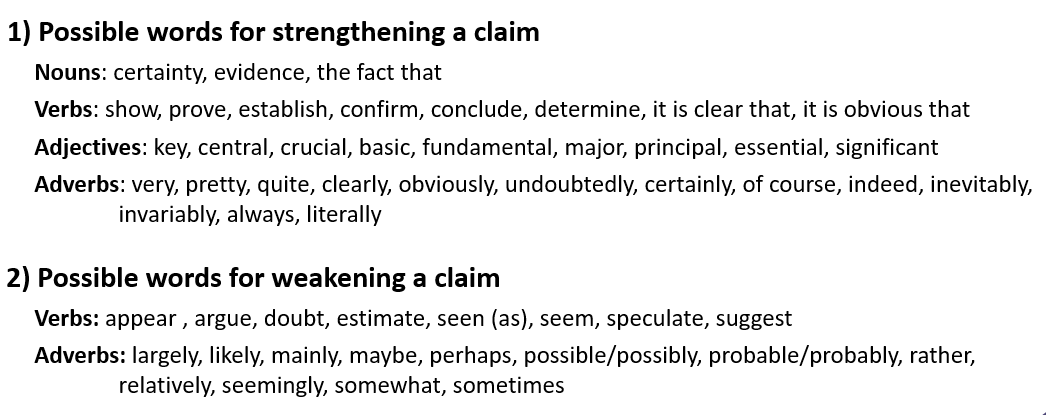 1) Possible words for strengthening a claim
Nouns: certainty, evidence, the fact that
Verbs: show, prove, establish, confirm, conclude, determine, it is clear that, it is obvious that
Adjectives: key, central, crucial, basic, fundamental, major, principal, essential, significant
Adverbs: very, pretty, quite, clearly, obviously, undoubtedly, certainly, of course, indeed, inevitably,
invariably, always, literally
2) Possible words for weakening a claim
Verbs: appear , argue, doubt, estimate, seen (as), seem, speculate, suggest
Adverbs: largely, likely, mainly, maybe, perhaps, possible/possibly, probable/probably, rather,
relatively, seemingly, somewhat, sometimes